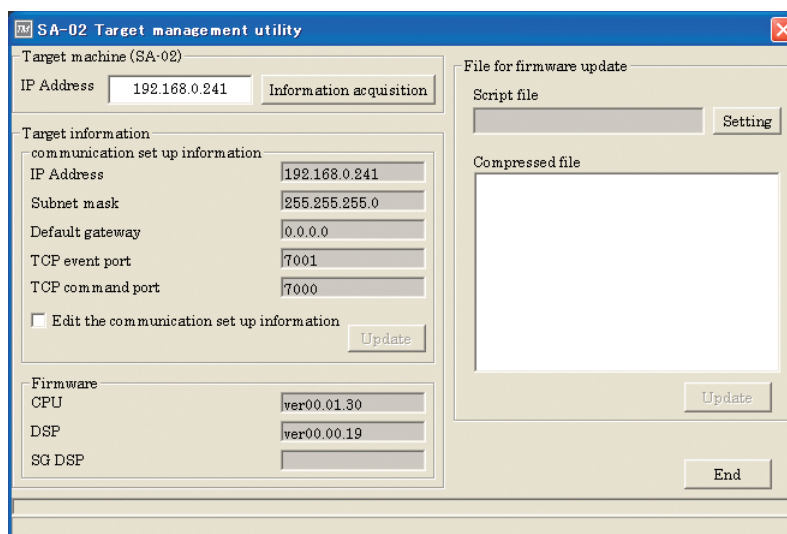 SA-02 Target management utility
Target machine (SA-02)
IP Address 192.168.0.241 Information acquisition
Target information
communication set up information
IP Address 192.168.0.241
Subnet mask 255.255.255.0
Default gateway 0.0.0.0
TCP event port 7001
TCP command port 7000
Edit the communication set up information
Update
Firmware
CPU ver00.01.30
DSP ver00.00.19
SG DSP
File for firmware update
Script file
Setting
Compressed file
Update
End